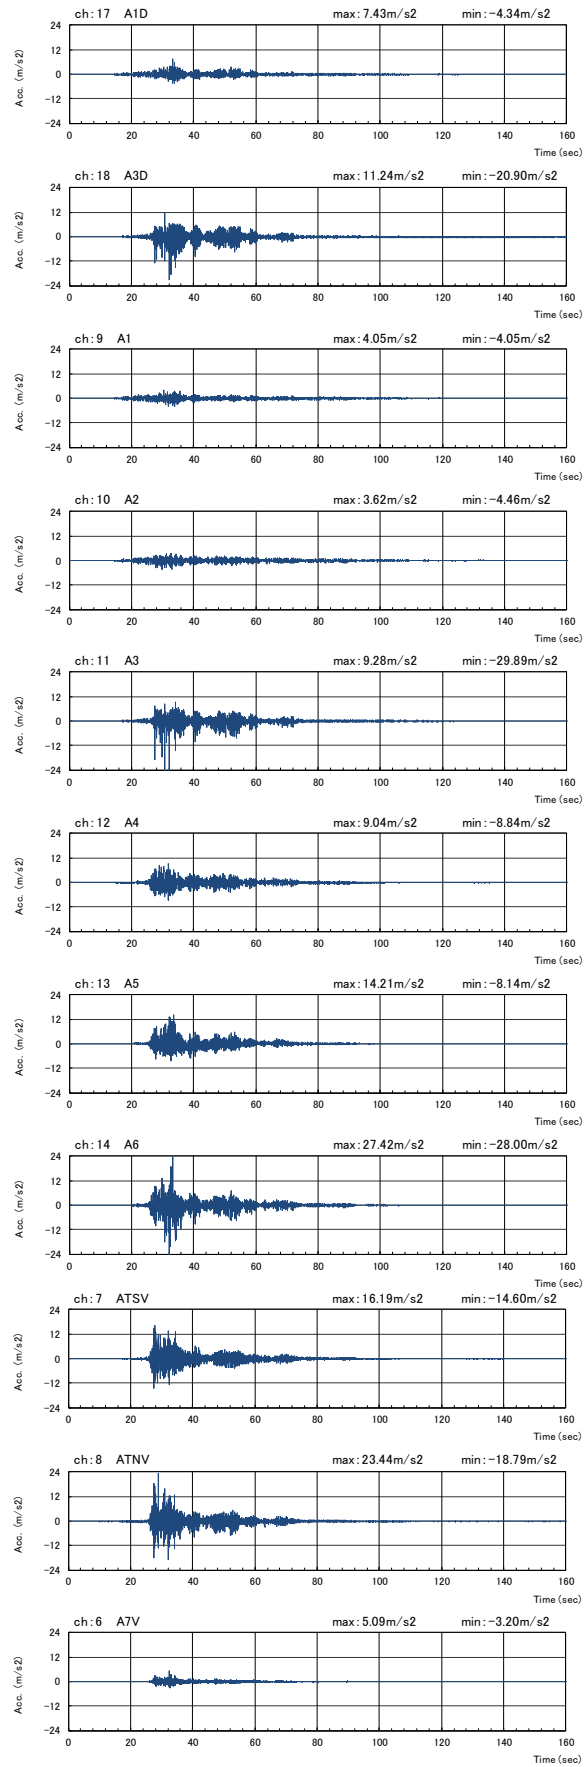 ch:17 A1D max:7.43m/s2 min:-4.34m/s2
24
12
0
-12
-24
Acc. (m/s2)
0 20 40 60 80 100 120 140 160
Time (sec)
ch:18 A3D max:11.24m/s2 min:-20.90m/s2
24
12
0
-12
-24
Acc. (m/s2)
0 20 40 60 80 100 120 140 160
Time (sec)
ch:9 A1 max:4.05m/s2 min:-4.05m/s2
24
12
0
-12
-24
Acc. (m/s2)
0 20 40 60 80 100 120 140 160
Time (sec)
ch:10 A2 max:3.62m/s2 min:-4.46m/s2
24
12
0
-12
-24
Acc. (m/s2)
0 20 40 60 80 100 120 140 160
Time (sec)
ch:11 A3 max:9.28m/s2 min:-29.89m/s2
24
12
0
-12
-24
Acc. (m/s2)
0 20 40 60 80 100 120 140 160
Time (sec)
ch:12 A4 max:9.04m/s2 min:-8.84m/s2
24
12
0
-12
-24
Acc. (m/s2)
0 20 40 60 80 100 120 140 160
Time (sec)
ch:13 A5 max:14.21m/s2 min:-8.14m/s2
24
12
0
-12
-24
Acc. (m/s2)
0 20 40 60 80 100 120 140 160
Time (sec)
ch:14 A6 max:27.42m/s2 min:-28.00m/s2
24
12
0
-12
-24
Acc. (m/s2)
0 20 40 60 80 100 120 140 160
Time (sec)
ch:7 ATSV max:16.19m/s2 min:-14.60m/s2
24
12
0
-12
-24
Acc. (m/s2)
0 20 40 60 80 100 120 140 160
Time (sec)
ch:8 ATNV max:23.44m/s2 min:-18.79m/s2
24
12
0
-12
-24
Acc. (m/s2)
0 20 40 60 80 100 120 140 160
Time (sec)
ch:6 A7V max:5.09m/s2 min:-3.20m/s2
24
12
0
-12
-24
Acc. (m/s2)
0 20 40 60 80 100 120 140 160
Time (sec)